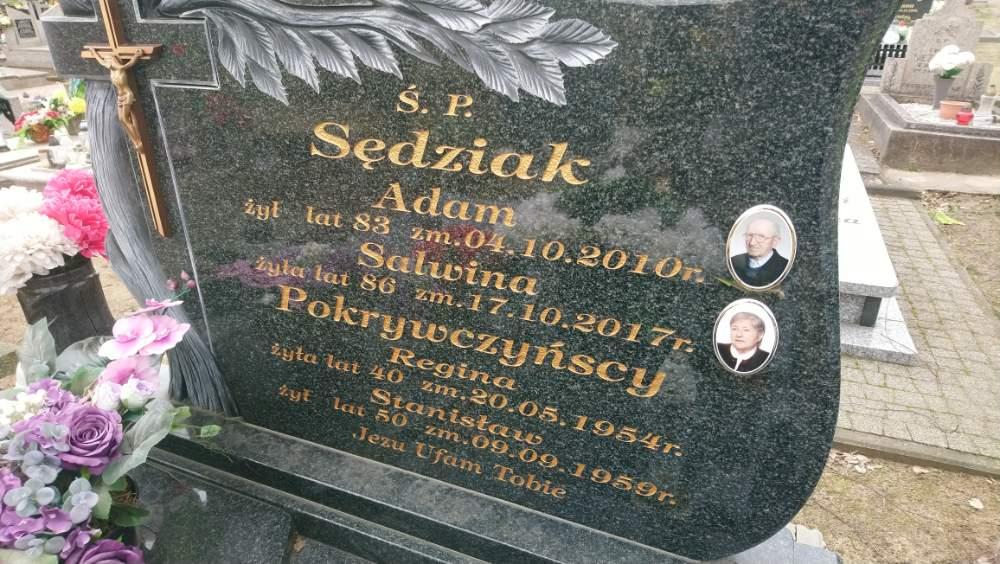 Ś. P.
Sędziak
Adam
żył lat 83 zm.04.10.2010r.
Salwina
żyła lat 86 zm.17.10.2017r.
Pokrywczyńscy
Regina
żyła lat 40 zm.20.05.1954r.
Stanisław
żył lat 50 zm.09.09.1959r.
Jezu Ufam Tobie